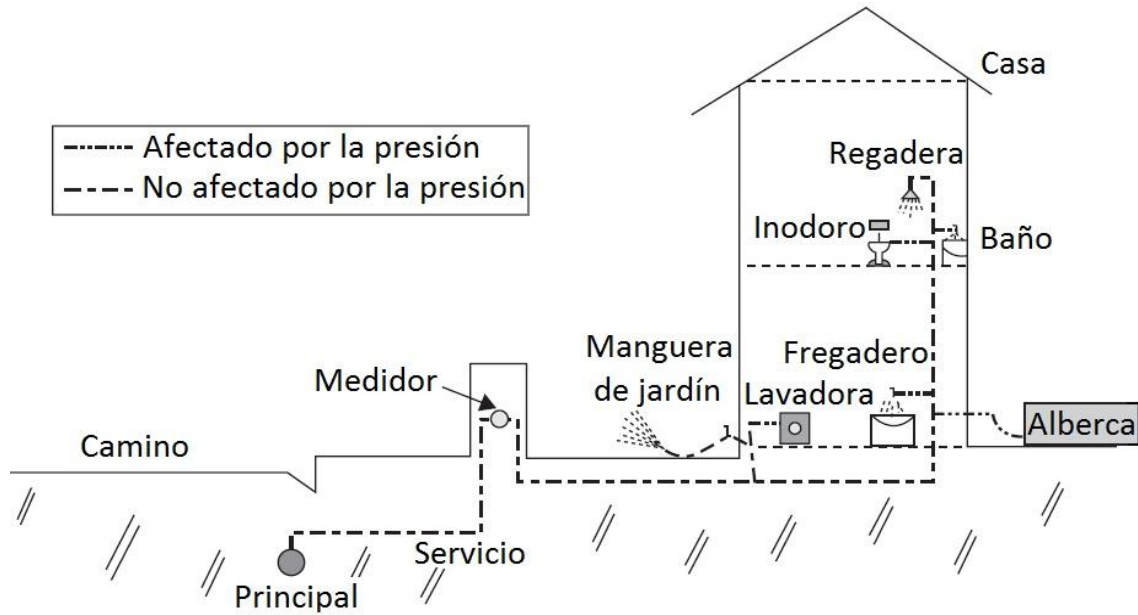 Casa
Afectado por la presión
No afectado por la presión
Regadera
Inodoro
Baño
Manguera
de jardín
Fregadero
Medidor
Lavadora
Alberca
Camino
Servicio
Principal